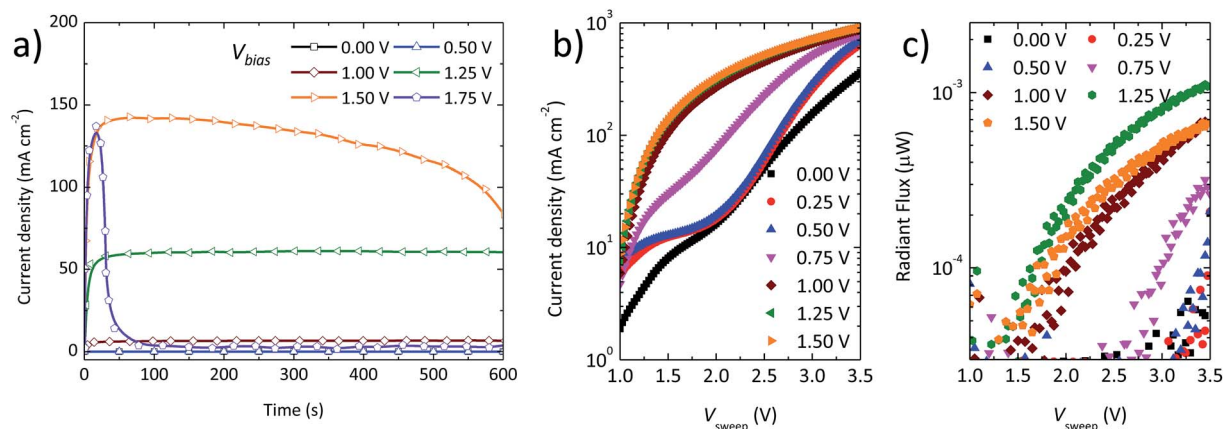 a)
200
150
100
50
0
Current density (mA cm⁻²)
V_bias
0.00 V 0.50 V
1.00 V 1.25 V
1.50 V 1.75 V
0 100 200 300 400 500 600
Time (s)
b)
10³
10²
10¹
10⁰
Current density (mA cm⁻²)
0.00 V
0.25 V
0.50 V
0.75 V
1.00 V
1.25 V
1.50 V
1.0 1.5 2.0 2.5 3.0 3.5
V_sweep (V)
c)
0.00 V 0.25 V
0.50 V 0.75 V
1.00 V 1.25 V
1.50 V
10⁻³
10⁻⁴
Radiant Flux (μW)
1.0 1.5 2.0 2.5 3.0 3.5
V_sweep (V)